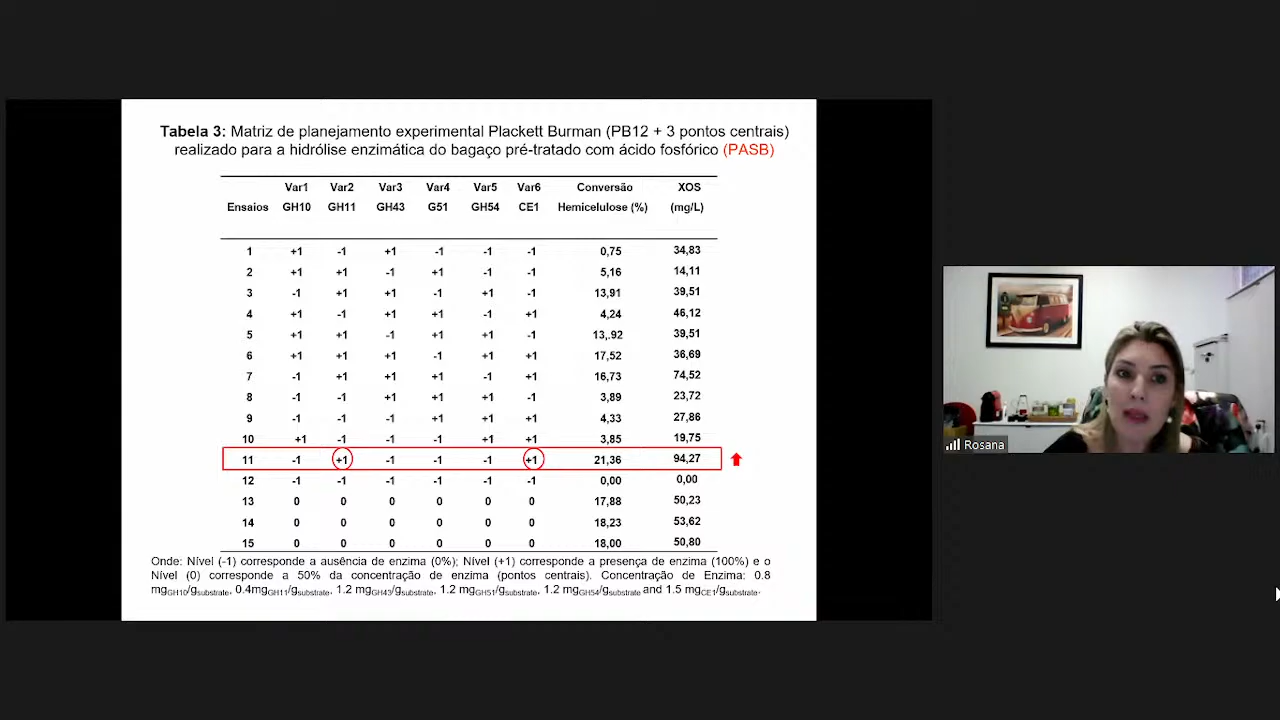 Tabela 3: Matriz de planejamento experimental Plackett Burman (PB12 + 3 pontos centrais)
realizado para a hidrólise enzimática do bagaço pré-tratado com ácido fosfórico (PASB)
Var1 Var2 Var3 Var4 Var5 Var6 Conversão XOS
Ensaios GH10 GH11 GH43 G51 GH54 CE1 Hemicelulose (%) (mg/L)
1 +1 -1 +1 -1 -1 -1 0,75 34,83
2 +1 +1 -1 +1 -1 -1 5,16 14,11
3 -1 +1 +1 -1 +1 -1 13,91 39,51
4 +1 -1 +1 +1 -1 +1 4,24 46,12
5 +1 +1 -1 +1 +1 -1 13,.92 39,51
6 +1 +1 +1 -1 +1 +1 17,52 36,69
7 -1 +1 +1 +1 -1 +1 16,73 74,52
8 -1 -1 +1 +1 +1 -1 3,89 23,72
9 -1 -1 -1 +1 +1 +1 4,33 27,86
10 +1 -1 -1 -1 +1 +1 3,85 19,75
11 -1 +1 -1 -1 -1 +1 21,36 94,27
12 -1 -1 -1 -1 -1 -1 0,00 0,00
13 0 0 0 0 0 0 17,88 50,23
14 0 0 0 0 0 0 18,23 53,62
15 0 0 0 0 0 0 18,00 50,80
Onde: Nível (-1) corresponde a ausência de enzima (0%); Nível (+1) corresponde a presença de enzima (100%) e o
Nível (0) corresponde a 50% da concentração de enzima (pontos centrais). Concentração de Enzima: 0.8
mgGH10/gsubstrate, 0.4mgGH11/gsubstrate, 1.2 mgGH43/gsubstrate, 1.2 mgGH51/gsubstrate, 1.2 mgGH54/gsubstrate and 1.5 mgCE1/gsubstrate.
Rosana